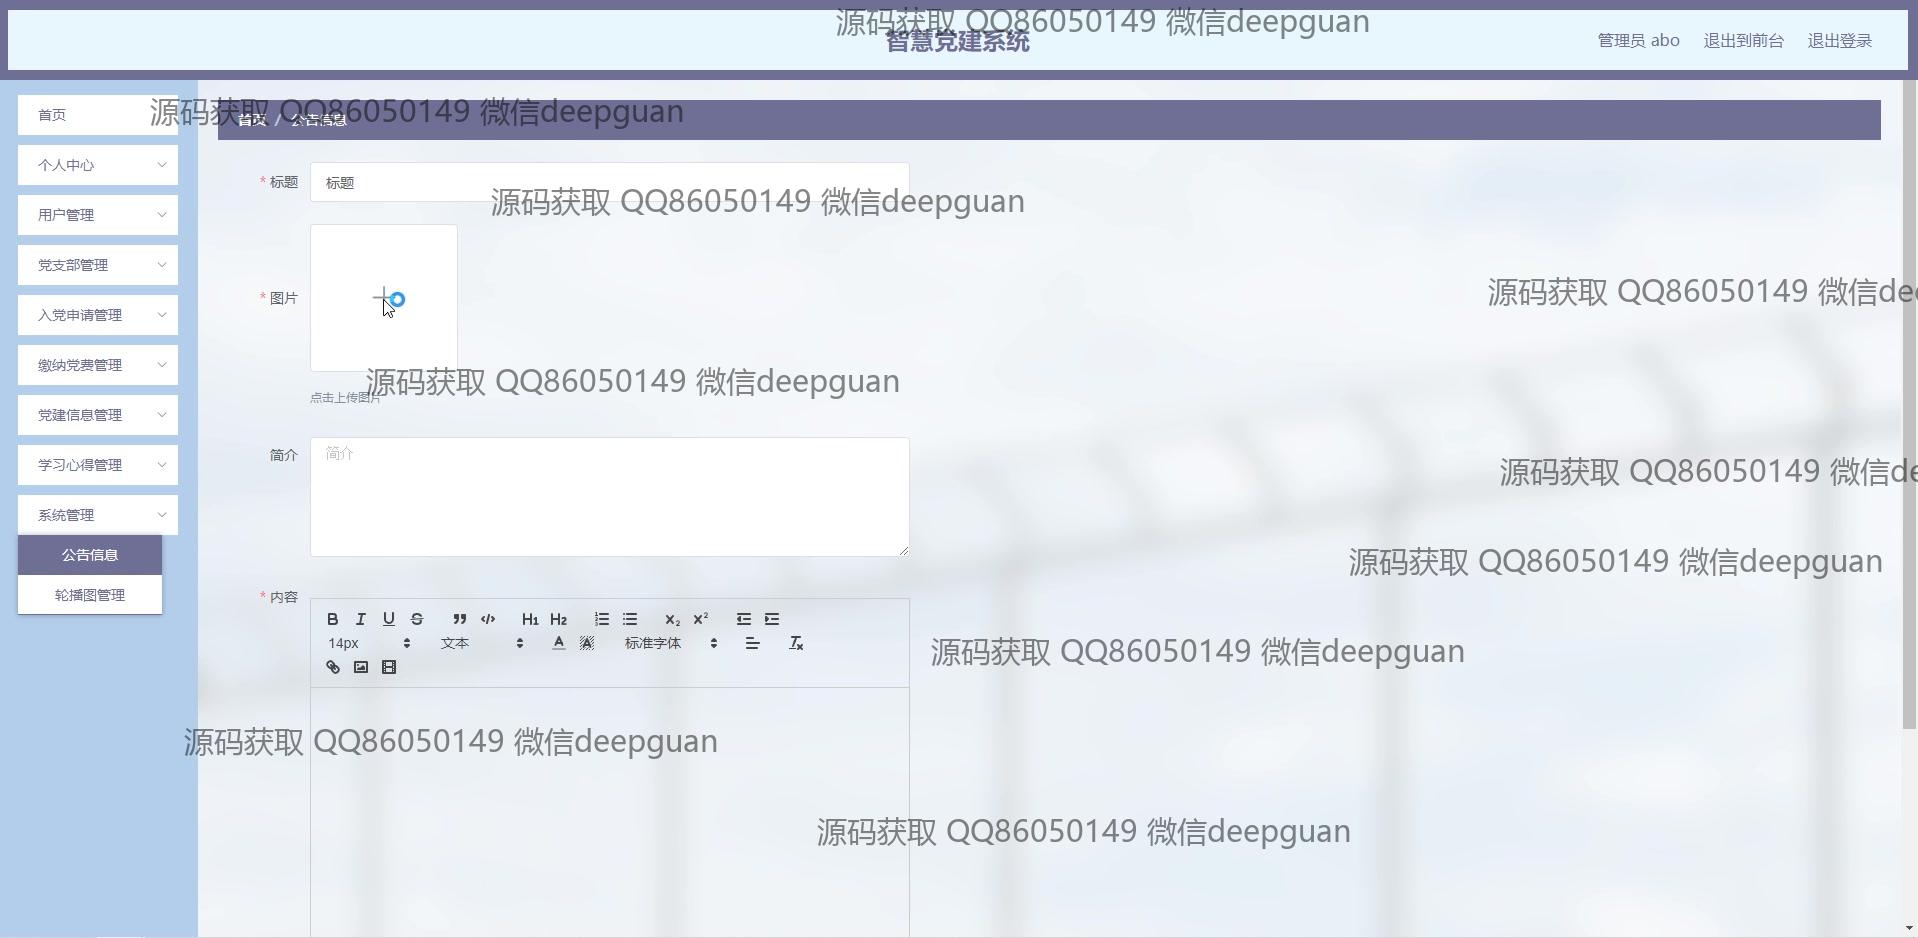 源码获取 QQ86050149 微信deepguan
智慧党建系统
管理员 abo
退出到前台
退出登录
首页
源码获取 QQ86050149 微信deepguan
首页 / 公告信息
个人中心
* 标题
标题
源码获取 QQ86050149 微信deepguan
用户管理
党支部管理
* 图片
源码获取 QQ86050149 微信de
入党申请管理
缴纳党费管理
源码获取 QQ86050149 微信deepguan
点击上传图片
党建信息管理
简介
简介
学习心得管理
源码获取 QQ86050149 微信de
系统管理
公告信息
源码获取 QQ86050149 微信deepguan
轮播图管理
* 内容
B I U S ” </> H1 H2 X2 X2
14px 文本 A A 标准字体 Tx
源码获取 QQ86050149 微信deepguan
源码获取 QQ86050149 微信deepguan
源码获取 QQ86050149 微信deepguan